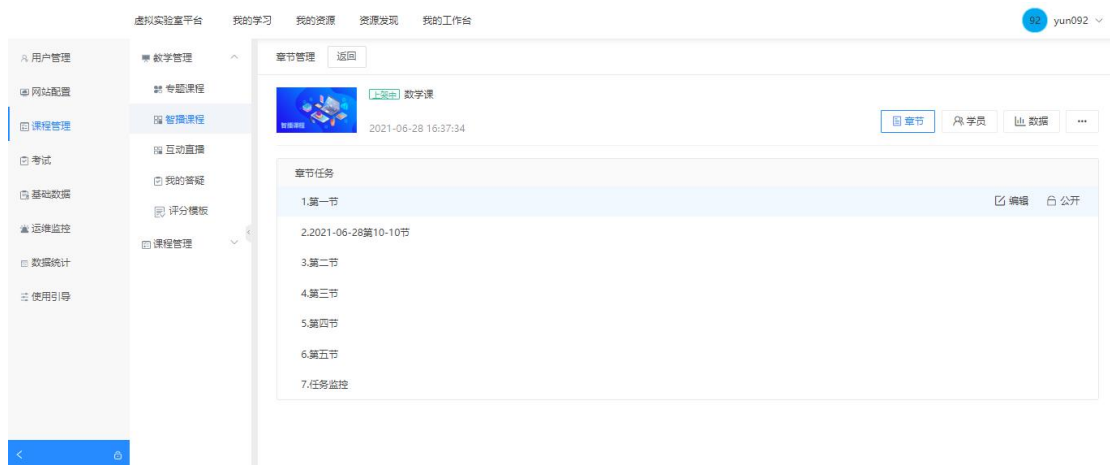 虚拟实验室平台 我的学习 我的资源 资源发现 我的工作台 92 yun092
用户管理
网站配置
课程管理
考试
基础数据
运维监控
数据统计
使用引导
教学管理
专题课程
智播课程
互动直播
我的答疑
评分模板
课程管理
章节管理 返回
智播课程
上架中 数学课
2021-06-28 16:37:34
章节 学员 数据 ...
章节任务
1.第一节 编辑 公开
2.2021-06-28第10-10节
3.第二节
4.第三节
5.第四节
6.第五节
7.任务监控